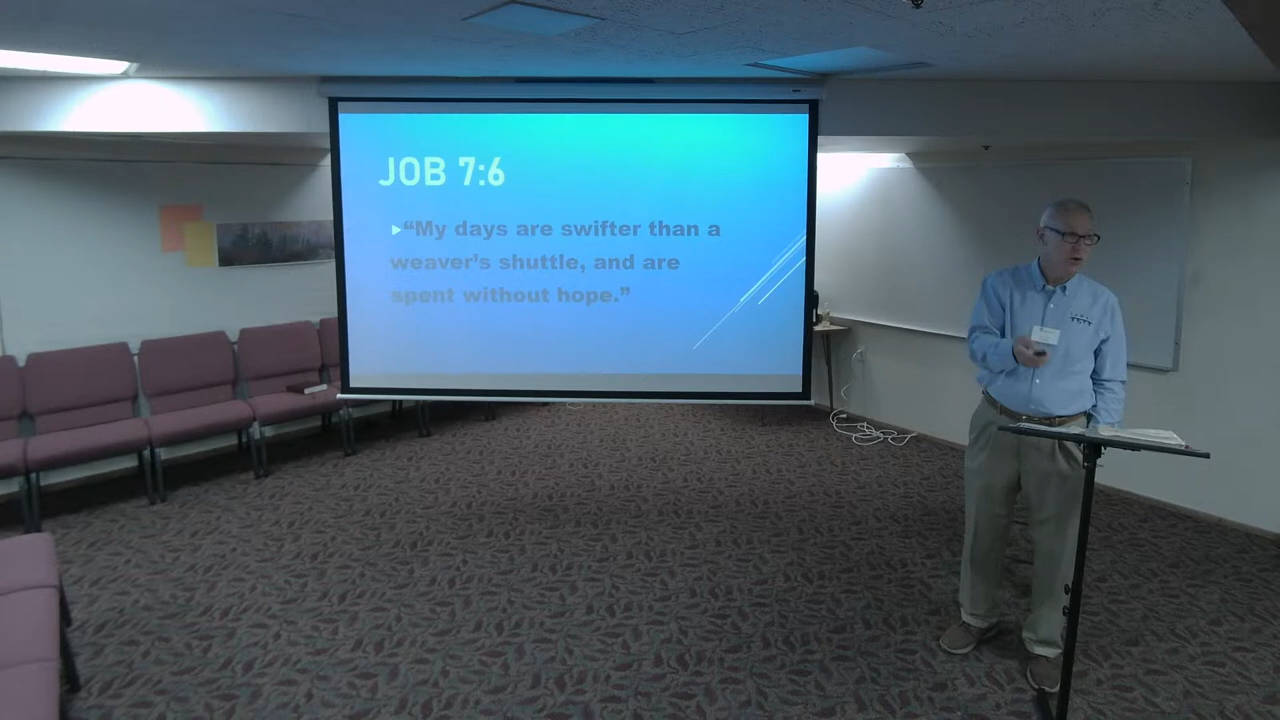 JOB 7:6
“My days are swifter than a
weaver’s shuttle, and are
spent without hope.”